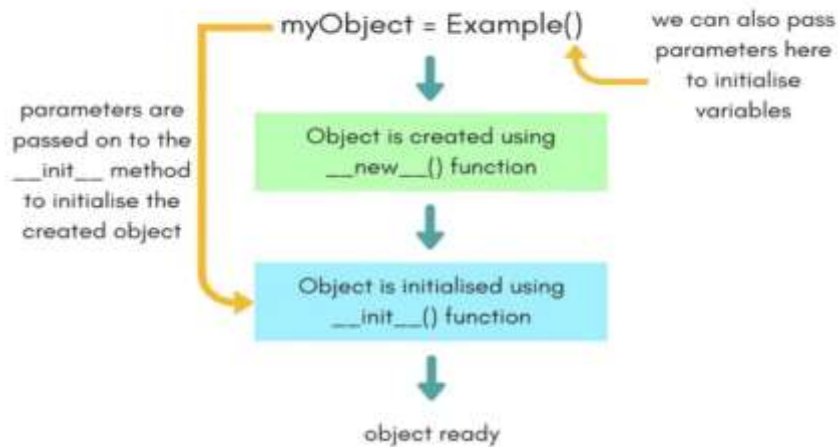 myObject = Example()
we can also pass
parameters here
to initialise
variables
parameters are
passed on to the
__init__ method
to initialise the
created object
Object is created using
__new__() function
Object is initialised using
__init__() function
object ready